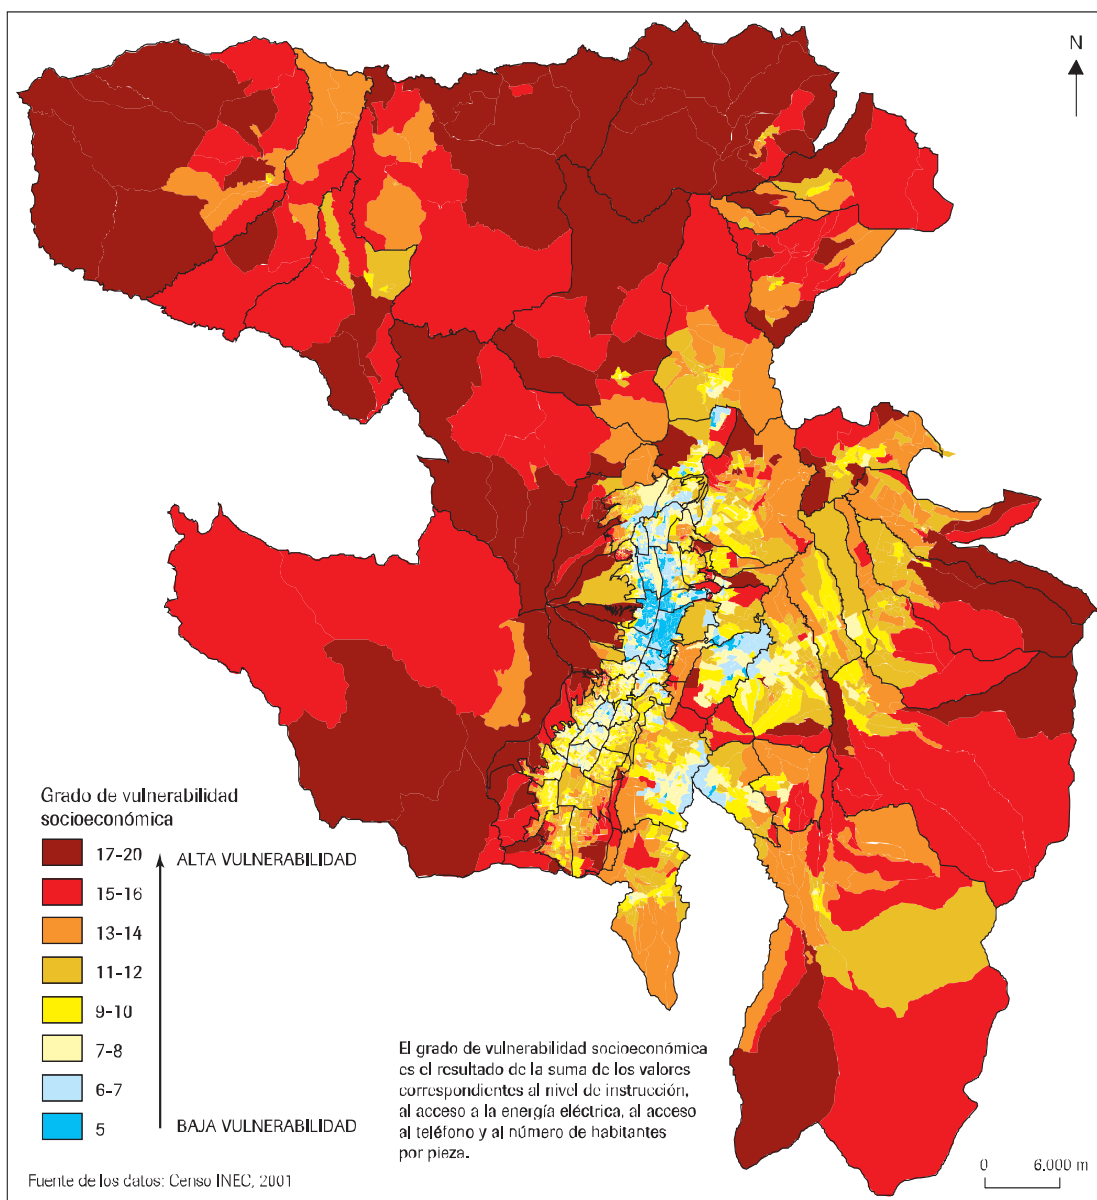 N
Grado de vulnerabilidad
socioeconómica
17-20
ALTA VULNERABILIDAD
15-16
13-14
11-12
9-10
7-8
6-7
5
BAJA VULNERABILIDAD
El grado de vulnerabilidad socioeconómica
es el resultado de la suma de los valores
correspondientes al nivel de instrucción,
al acceso a la energía eléctrica, al acceso
al teléfono y al número de habitantes
por pieza.
0 6.000 m
Fuente de los datos: Censo INEC, 2001